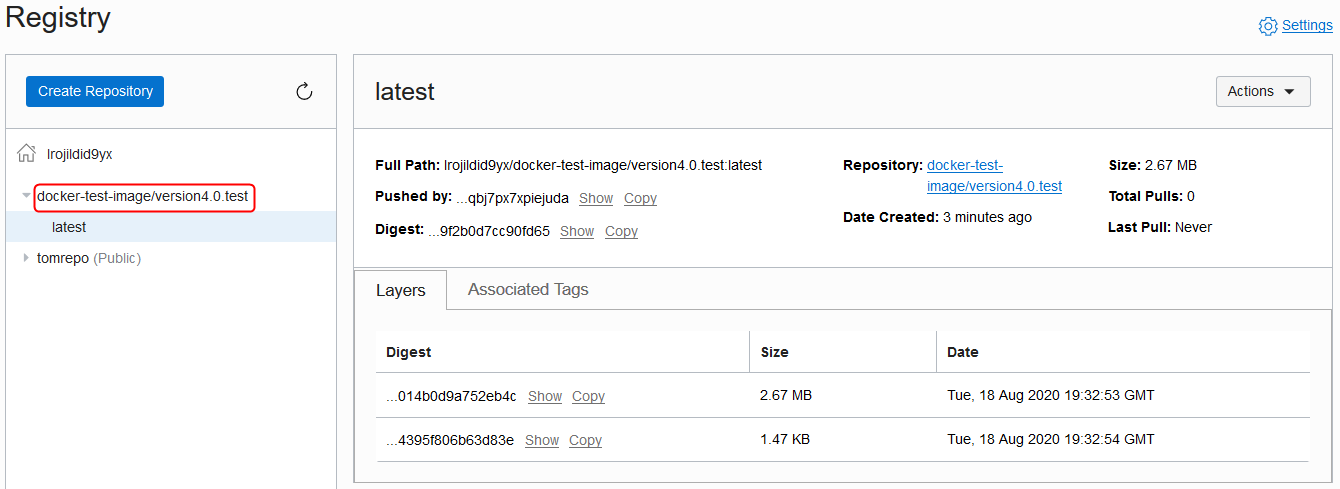 Registry
Settings
Create Repository
lrojildid9yx
docker-test-image/version4.0.test
latest
tomrepo (Public)
latest
Actions
Full Path: lrojildid9yx/docker-test-image/version4.0.test:latest
Pushed by: ...qbj7px7xpiejuda Show Copy
Digest: ...9f2b0d7cc90fd65 Show Copy
Repository: docker-test-
image/version4.0.test
Date Created: 3 minutes ago
Size: 2.67 MB
Total Pulls: 0
Last Pull: Never
Layers
Associated Tags
Digest Size Date
...014b0d9a752eb4c Show Copy 2.67 MB Tue, 18 Aug 2020 19:32:53 GMT
...4395f806b63d83e Show Copy 1.47 KB Tue, 18 Aug 2020 19:32:54 GMT